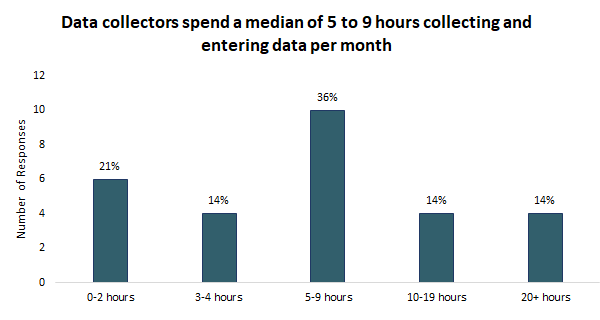 Data collectors spend a median of 5 to 9 hours collecting and
entering data per month
Number of Responses
12
10
8
6
4
2
0
21%
14%
36%
14%
14%
0-2 hours
3-4 hours
5-9 hours
10-19 hours
20+ hours